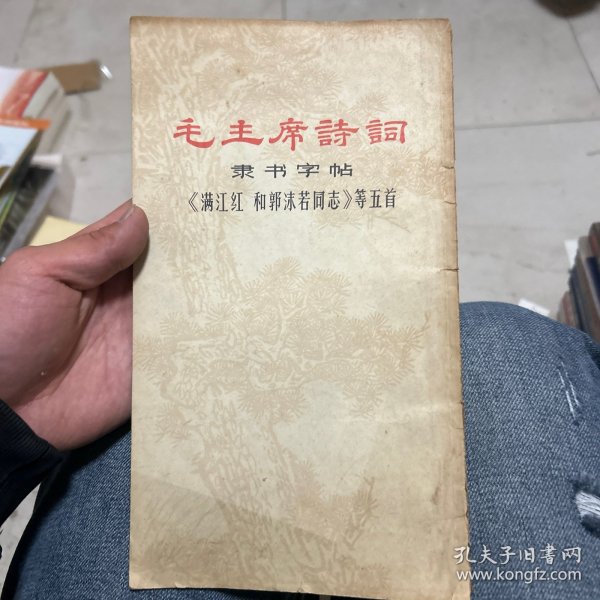 毛主席詩詞
隶书字帖
《满江红 和郭沫若同志》等五首
孔夫子旧书网
www.kongfz.com